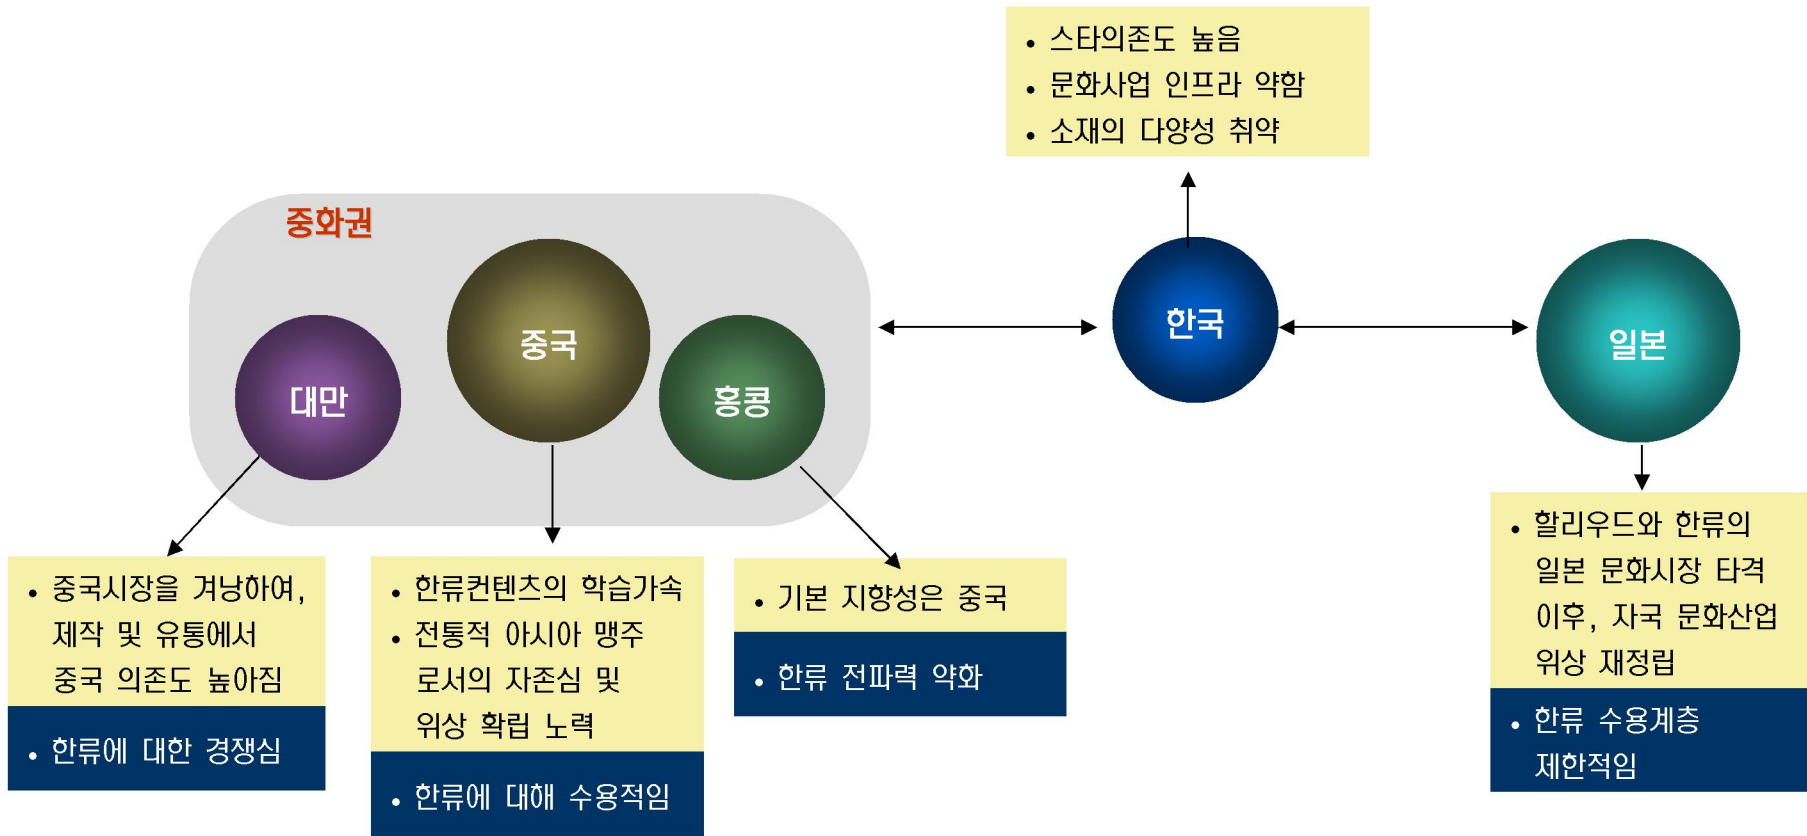 • 스타의존도 높음
• 문화사업 인프라 약함
• 소재의 다양성 취약
중화권
대만
중국
홍콩
한국
일본
• 중국시장을 겨냥하여,
제작 및 유통에서
중국 의존도 높아짐
• 한류에 대한 경쟁심
• 한류컨텐츠의 학습가속
• 전통적 아시아 맹주
로서의 자존심 및
위상 확립 노력
• 한류에 대해 수용적임
• 기본 지향성은 중국
• 한류 전파력 약화
• 할리우드와 한류의
일본 문화시장 타격
이후, 자국 문화산업
위상 재정립
• 한류 수용계층
제한적임